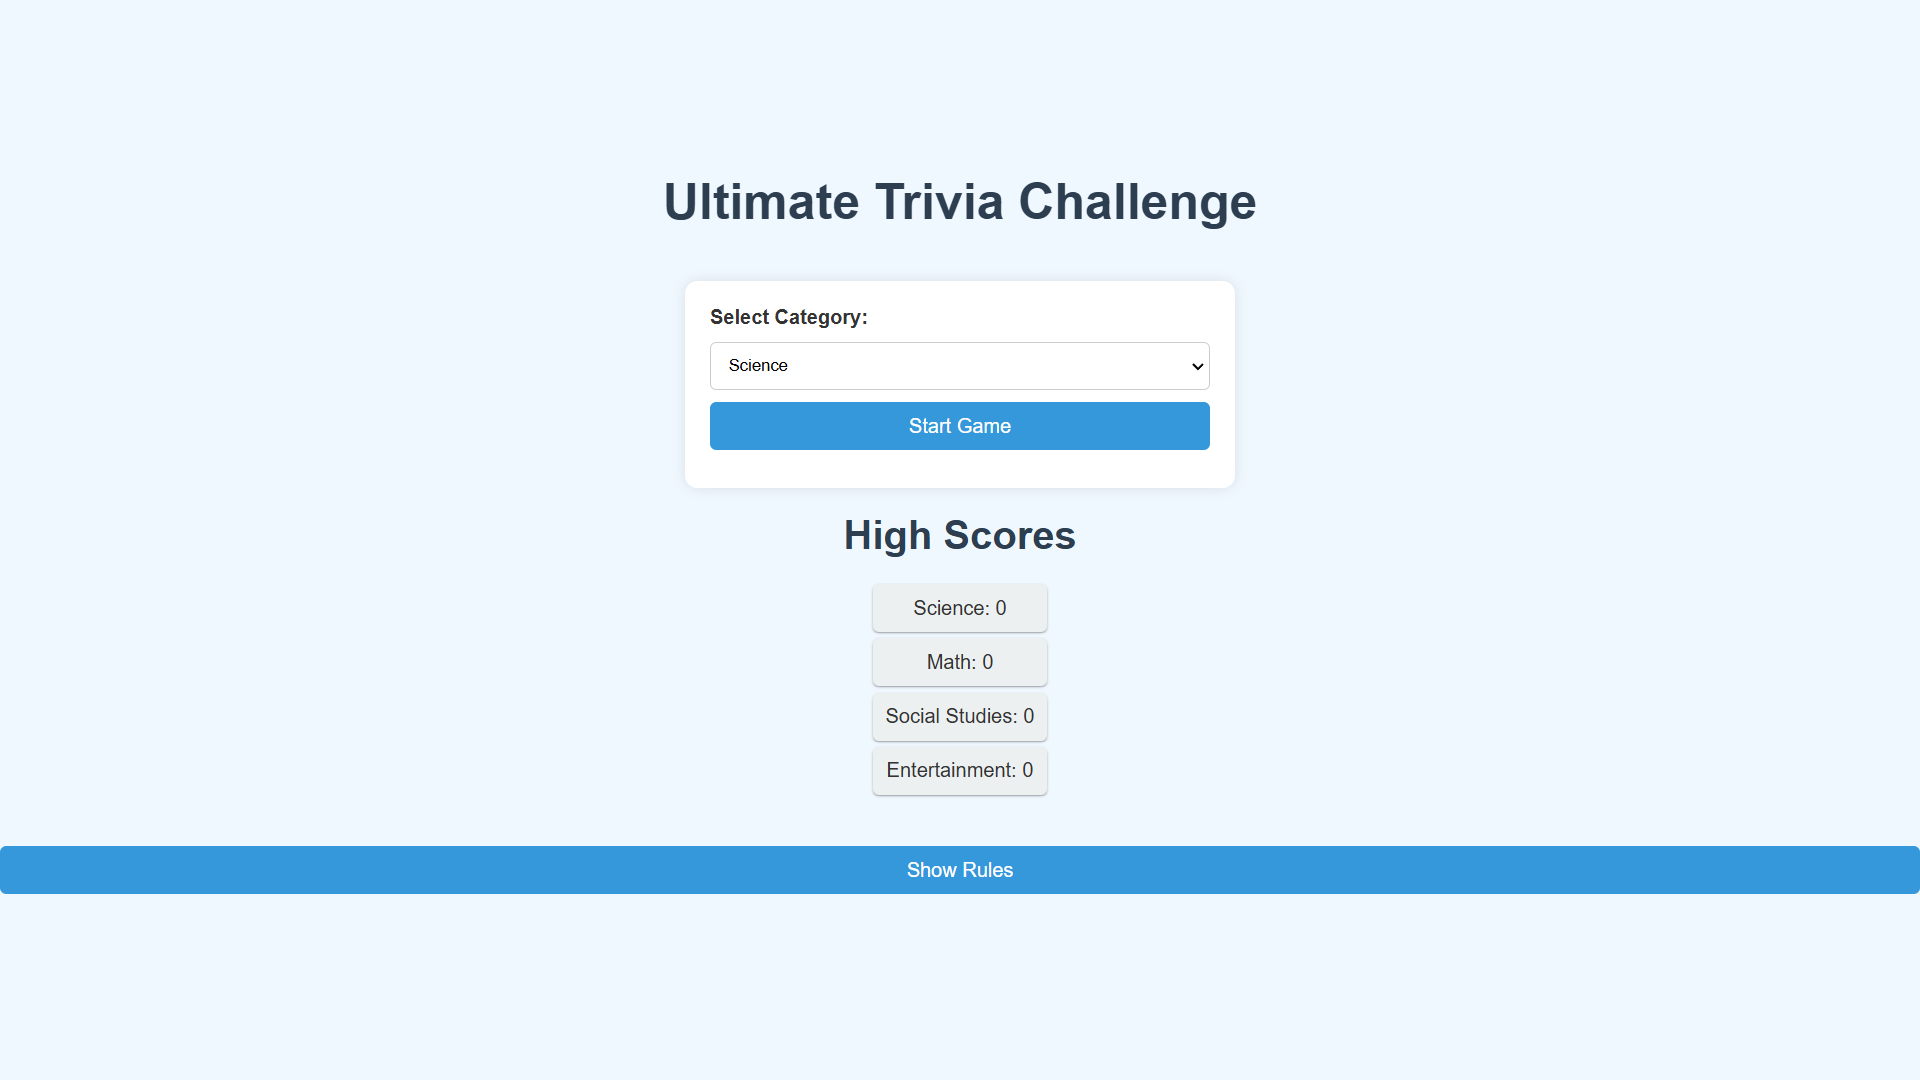 Ultimate Trivia Challenge
Select Category:
Science
Start Game
High Scores
Science: 0
Math: 0
Social Studies: 0
Entertainment: 0
Show Rules